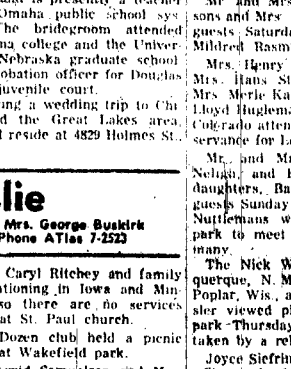 is presently a teacher
Omaha public school sys-
The bridegroom attended
na college and the Univer-
Nebraska graduate school
obation officer for Douglas
juvenile court.
ing a wedding trip to Chi-
d the Great Lakes area,
t reside at 4829 Holmes St.,
lie
Mrs. George Buskirk
Phone ATlas 7-2523
Caryl Ritchey and family
ationing in Iowa and Min-
so there are no services
at St. Paul church.
Dozen club held a picnic
at Wakefield park.
Mr. and Mrs.
sons and Mrs
guests Saturd
Mildred Rasm
Mrs. Henry
Mrs. Hans St
Mrs Merle Ka
Lloyd Huglema
Colorado atten
servance for L
Mr. and M
Neligh, and
daughters, Ba
guests Sunday
Nuttlemans w
park to meet
many.
The Nick W
querque, N. M
Poplar, Wis., a
sler viewed p
park Thursday
taken by a rel
Joyce Siefrin